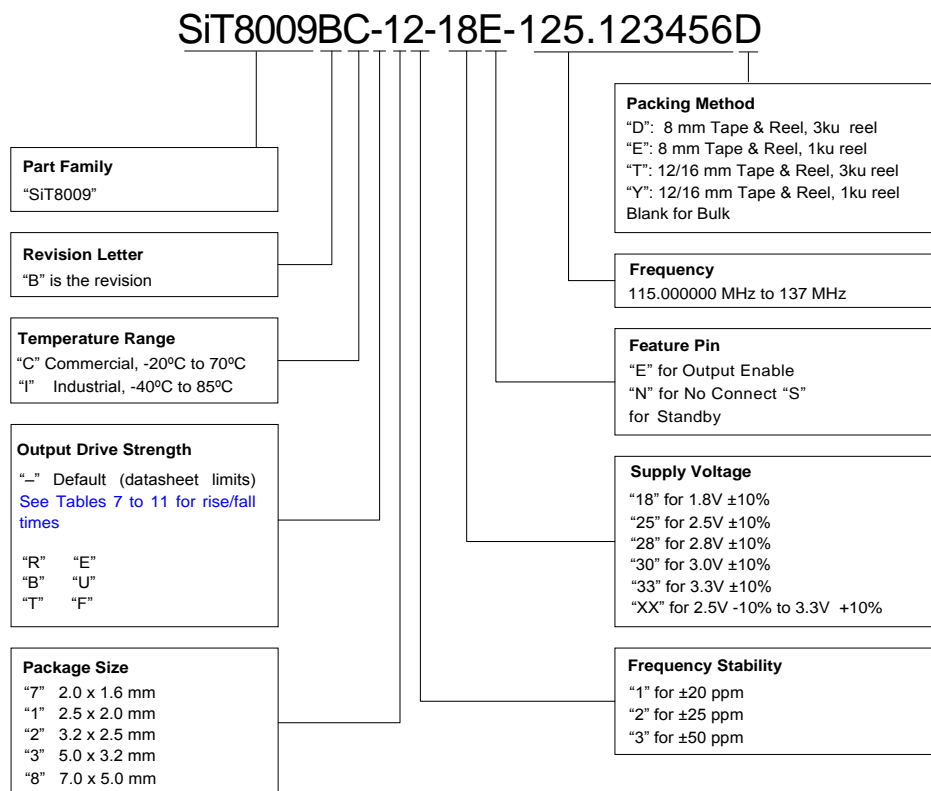 SiT8009BC-12-18E-125.123456D
Part Family
“SiT8009”
Revision Letter
“B” is the revision
Temperature Range
“C” Commercial, -20ºC to 70ºC
“I” Industrial, -40ºC to 85ºC
Output Drive Strength
“–” Default (datasheet limits)
See Tables 7 to 11 for rise/fall
times
“R” “E”
“B” “U”
“T” “F”
Package Size
“7” 2.0 x 1.6 mm
“1” 2.5 x 2.0 mm
“2” 3.2 x 2.5 mm
“3” 5.0 x 3.2 mm
“8” 7.0 x 5.0 mm
Packing Method
“D”: 8 mm Tape & Reel, 3ku reel
“E”: 8 mm Tape & Reel, 1ku reel
“T”: 12/16 mm Tape & Reel, 3ku reel
“Y”: 12/16 mm Tape & Reel, 1ku reel
Blank for Bulk
Frequency
115.000000 MHz to 137 MHz
Feature Pin
“E” for Output Enable
“N” for No Connect “S”
for Standby
Supply Voltage
“18” for 1.8V ±10%
“25” for 2.5V ±10%
“28” for 2.8V ±10%
“30” for 3.0V ±10%
“33” for 3.3V ±10%
“XX” for 2.5V -10% to 3.3V +10%
Frequency Stability
“1” for ±20 ppm
“2” for ±25 ppm
“3” for ±50 ppm